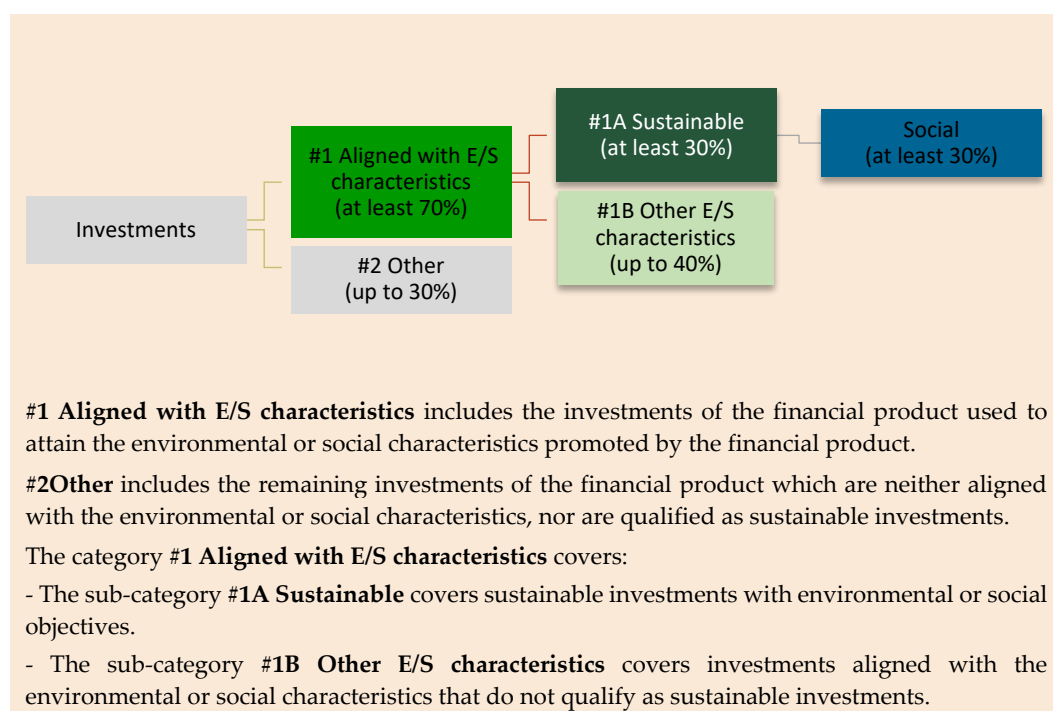 Investments
#1 Aligned with E/S
characteristics
(at least 70%)
#2 Other
(up to 30%)
#1A Sustainable
(at least 30%)
#1B Other E/S
characteristics
(up to 40%)
Social
(at least 30%)
#1 Aligned with E/S characteristics includes the investments of the financial product used to
attain the environmental or social characteristics promoted by the financial product.
#2Other includes the remaining investments of the financial product which are neither aligned
with the environmental or social characteristics, nor are qualified as sustainable investments.
The category #1 Aligned with E/S characteristics covers:
- The sub-category #1A Sustainable covers sustainable investments with environmental or social
objectives.
- The sub-category #1B Other E/S characteristics covers investments aligned with the
environmental or social characteristics that do not qualify as sustainable investments.